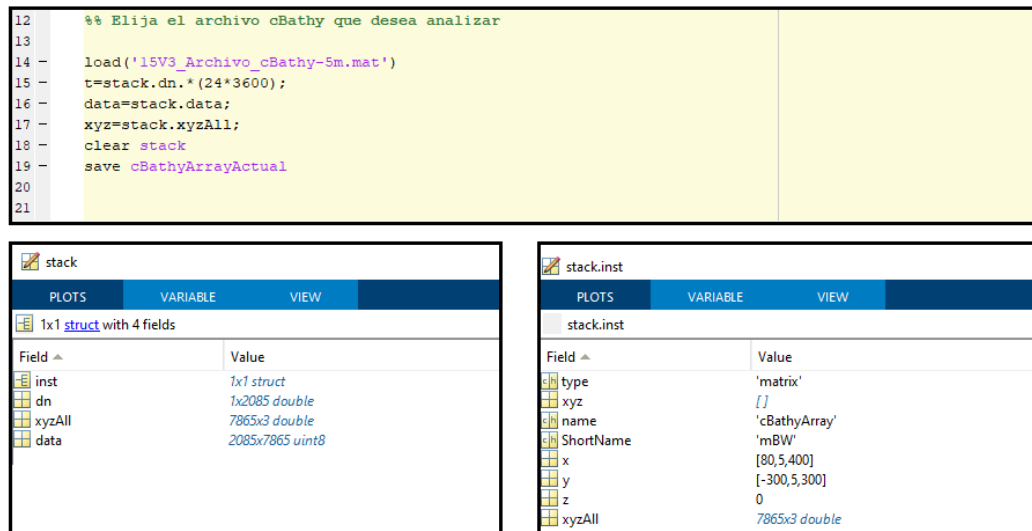 12 %% Elija el archivo cBathy que desea analizar
13
14 – load('15V3_Archivo_cBathy-5m.mat')
15 – t=stack.dn.*(24*3600);
16 – data=stack.data;
17 – xyz=stack.xyzAll;
18 – clear stack
19 – save cBathyArrayActual
20
21
stack
PLOTS VARIABLE VIEW
1x1 struct with 4 fields
Field Value
inst 1x1 struct
dn 1x2085 double
xyzAll 7865x3 double
data 2085x7865 uint8
stack.inst
PLOTS VARIABLE VIEW
stack.inst
Field Value
ch type 'matrix'
xyz []
ch name 'cBathyArray'
ch ShortName 'mBW'
x [80,5,400]
y [-300,5,300]
z 0
xyzAll 7865x3 double